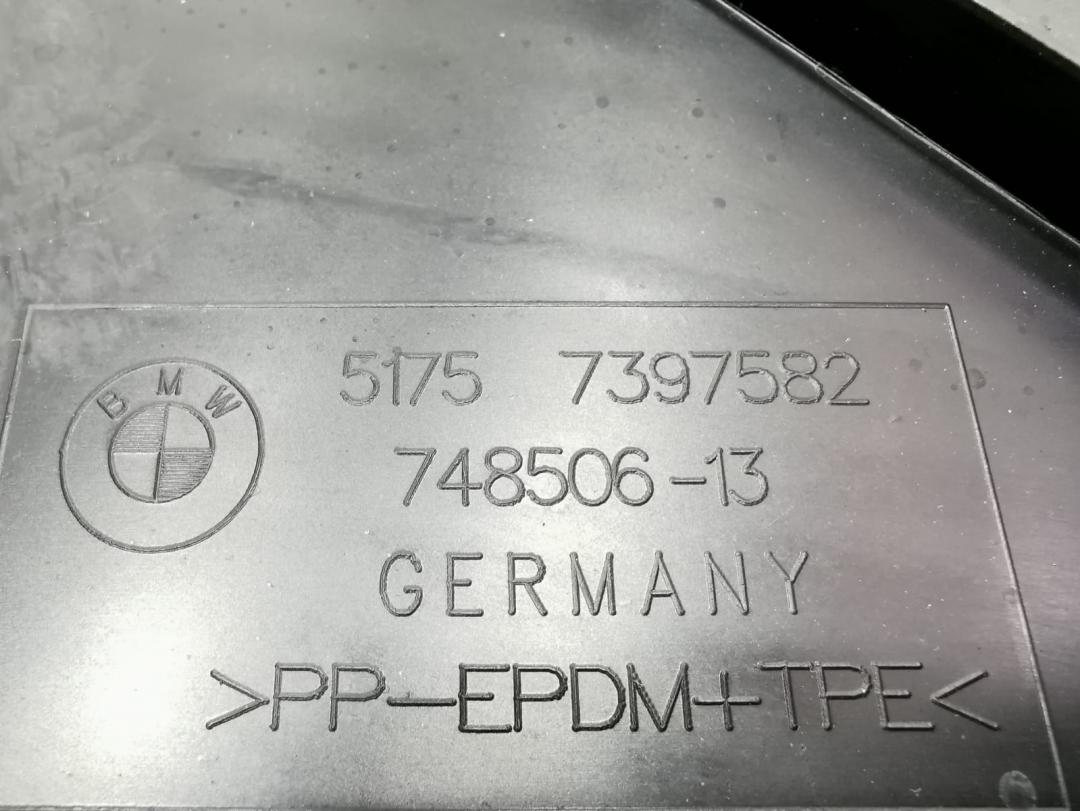 BMW
5175 7397582
748506-13
GERMANY
>PP-EPDM+TPE<